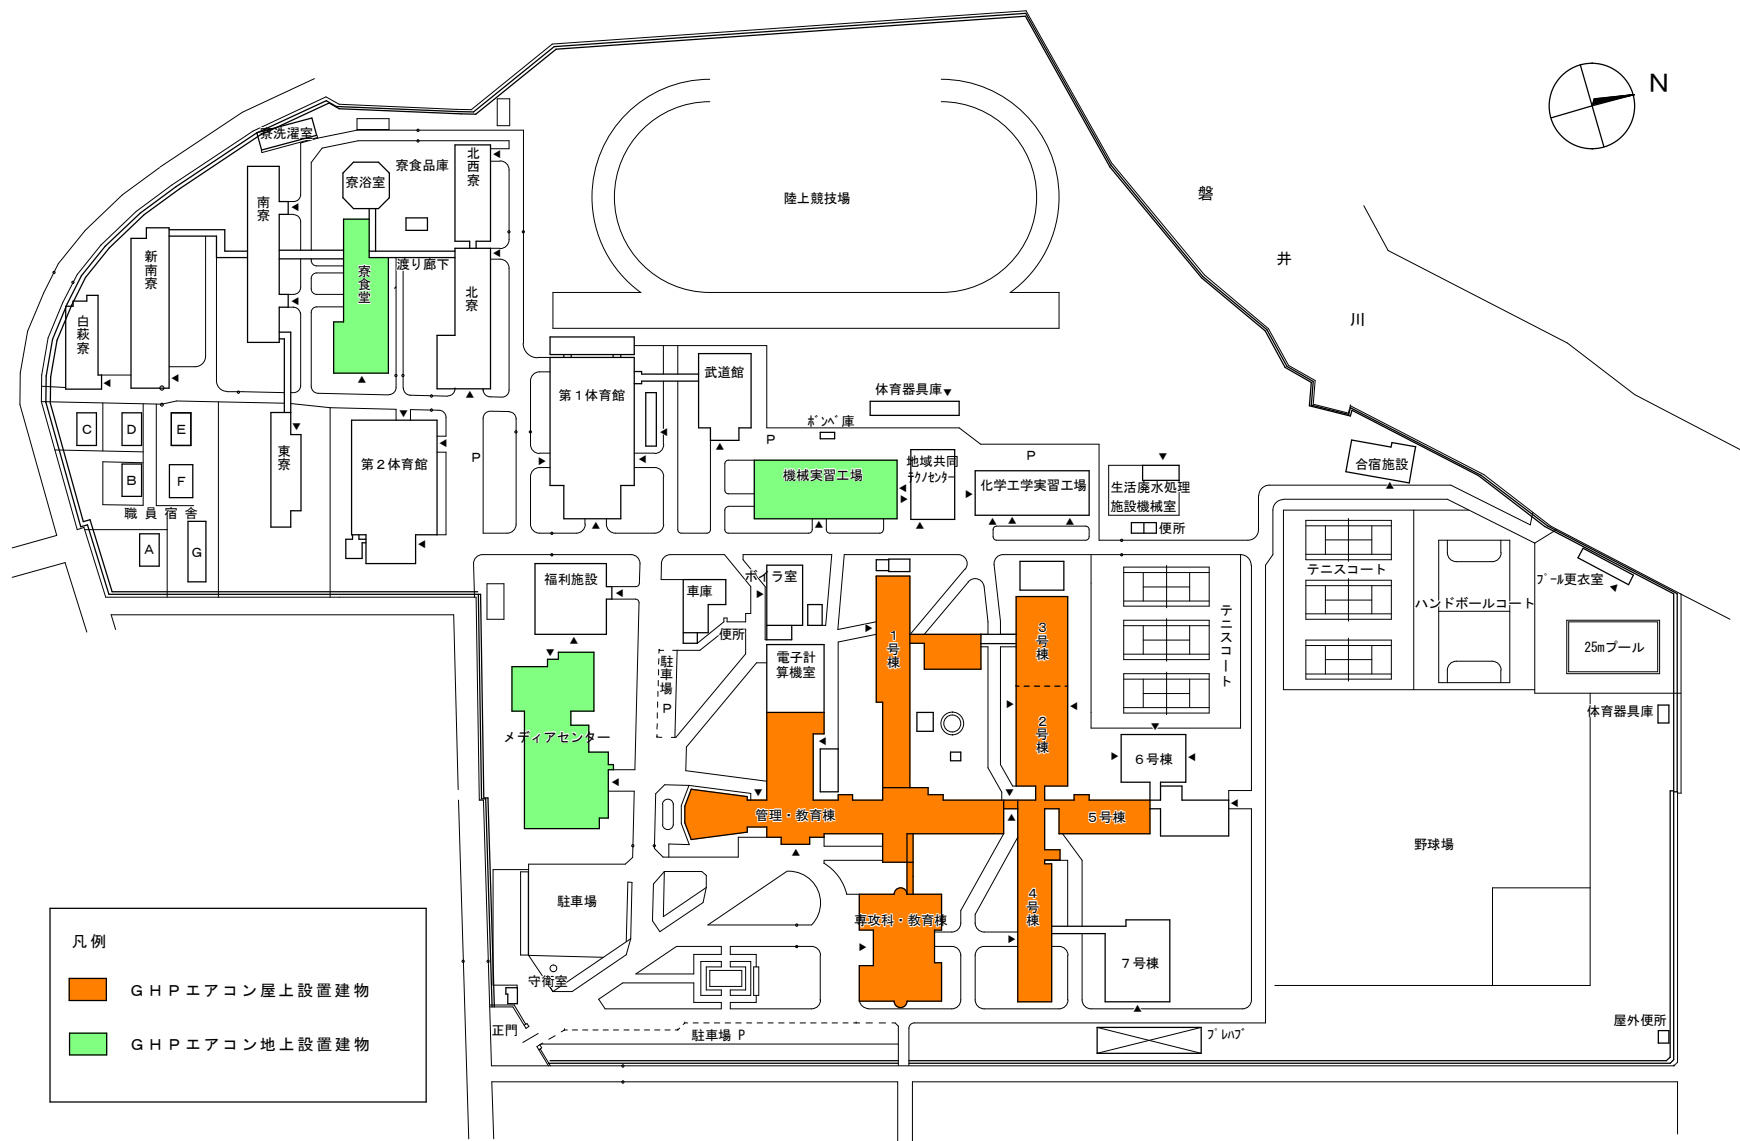 N
磐
井
川
寮洗濯室
寮浴室
寮食品庫
北西寮
南寮
新南寮
白萩寮
寮食堂
渡り廊下
北寮
陸上競技場
C
D
E
B
F
職員宿舎
A
G
東寮
第2体育館
P
第1体育館
武道館
P
体育器具庫
ボンベ庫
機械実習工場
地域共同
テクノセンター
P
化学工学実習工場
生活廃水処理
施設機械室
便所
合宿施設
テニスコート
ハンドボールコート
プール更衣室
25mプール
体育器具庫
野球場
屋外便所
福利施設
車庫
ボイラ室
便所
駐車場 P
電子計
算機室
メディアセンター
1号棟
3号棟
2号棟
テニスコート
6号棟
管理・教育棟
5号棟
4号棟
専攻科・教育棟
7号棟
駐車場
守衛室
正門
駐車場 P
プレハブ
凡例
GHPエアコン屋上設置建物
GHPエアコン地上設置建物